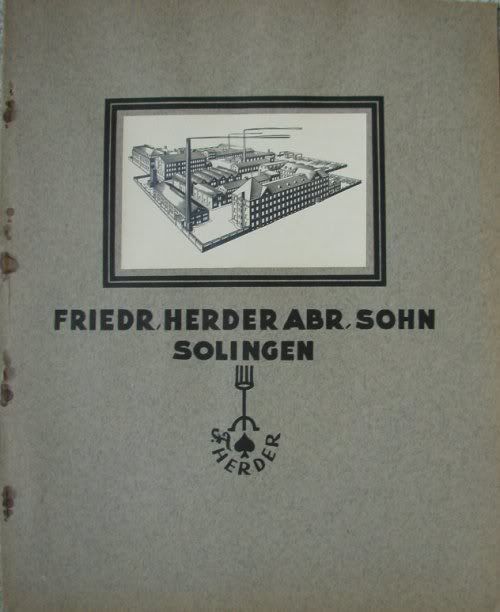 FRIEDR, HERDER ABR, SOHN
SOLINGEN
HERDER